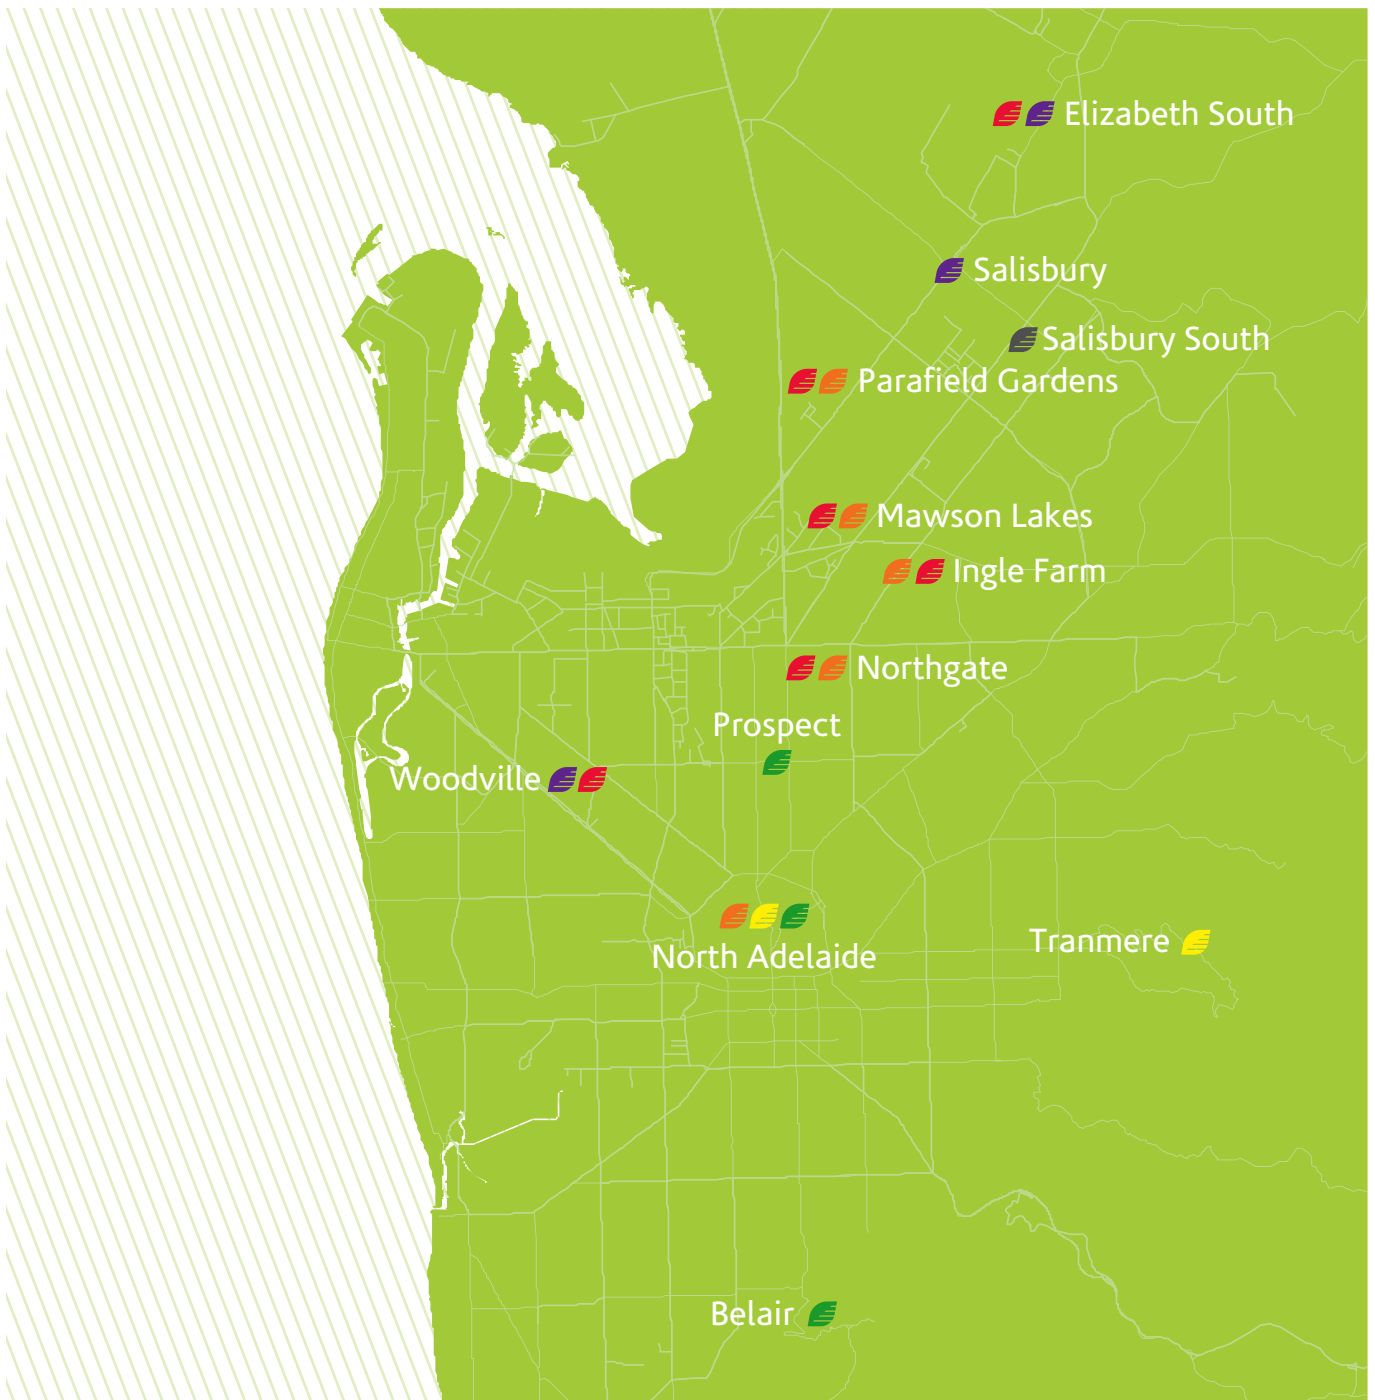 Elizabeth South
Salisbury
Salisbury South
Parafield Gardens
Mawson Lakes
Ingle Farm
Northgate
Prospect
Woodville
North Adelaide
Tranmere
Belair